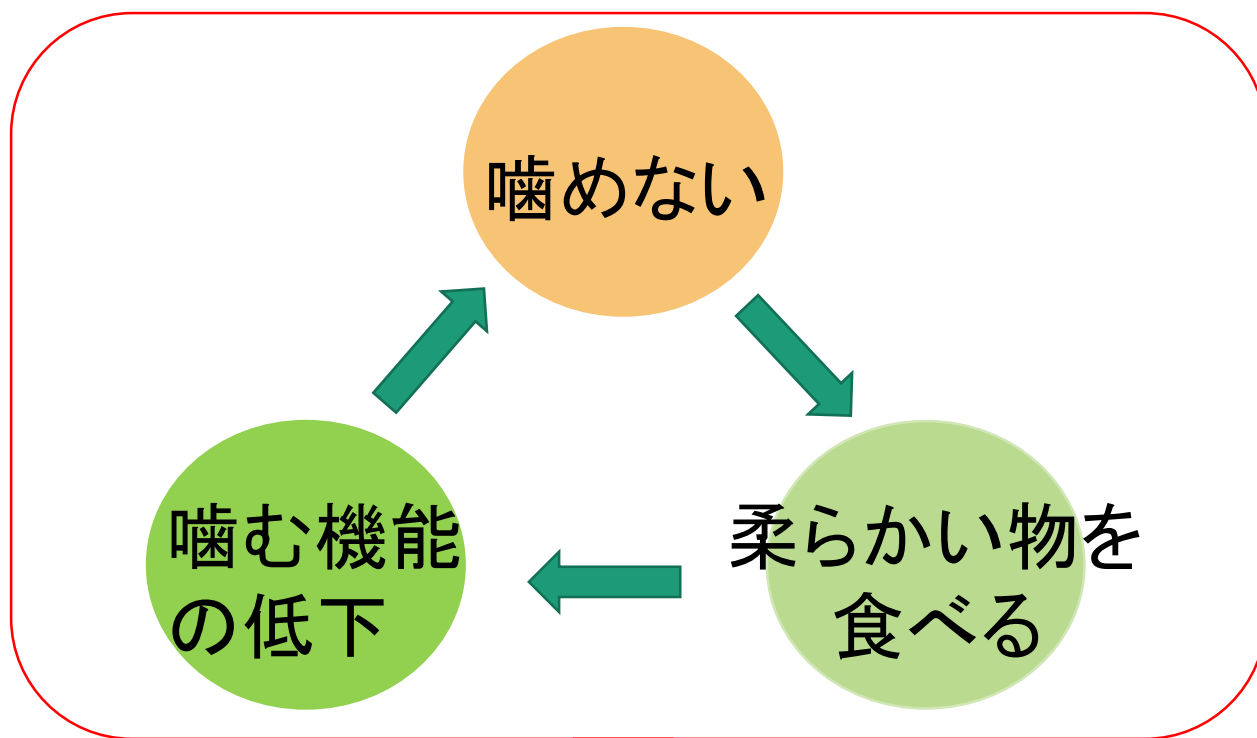 噛めない
柔らかい物を
食べる
噛む機能
の低下